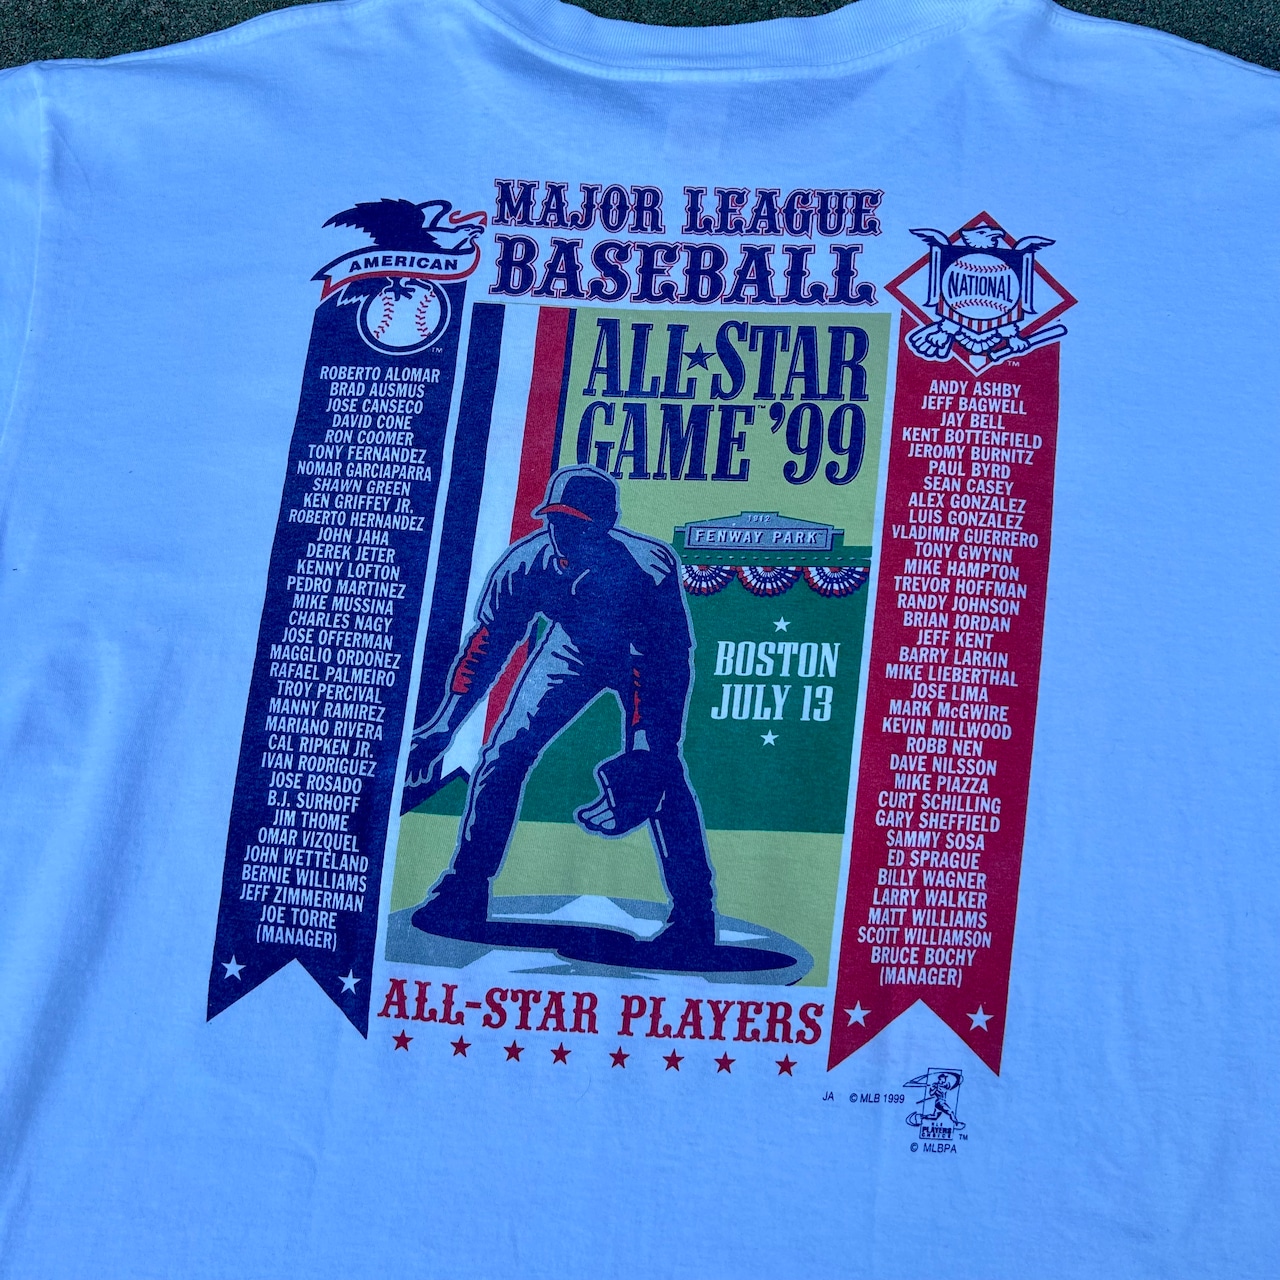 MAJOR LEAGUE
BASEBALL
AMERICAN
TM
ROBERTO ALOMAR
BRAD AUSMUS
JOSE CANSECO
DAVID CONE
RON COOMER
TONY FERNANDEZ
NOMAR GARCIAPARRA
SHAWN GREEN
KEN GRIFFEY JR.
ROBERTO HERNANDEZ
JOHN JAHA
DEREK JETER
KENNY LOFTON
PEDRO MARTINEZ
MIKE MUSSINA
CHARLES NAGY
JOSE OFFERMAN
MAGGLIO ORDOÑEZ
RAFAEL PALMEIRO
TROY PERCIVAL
MANNY RAMIREZ
MARIANO RIVERA
CAL RIPKEN JR.
IVAN RODRIGUEZ
JOSE ROSADO
B.J. SURHOFF
JIM THOME
OMAR VIZQUEL
JOHN WETTELAND
BERNIE WILLIAMS
JEFF ZIMMERMAN
JOE TORRE
(MANAGER)
ALL★STAR
GAME™ '99
1912
FENWAY PARK
BOSTON
JULY 13
NATIONAL
TM
ANDY ASHBY
JEFF BAGWELL
JAY BELL
KENT BOTTENFIELD
JEROMY BURNITZ
PAUL BYRD
SEAN CASEY
ALEX GONZALEZ
LUIS GONZALEZ
VLADIMIR GUERRERO
TONY GWYNN
MIKE HAMPTON
TREVOR HOFFMAN
RANDY JOHNSON
BRIAN JORDAN
JEFF KENT
BARRY LARKIN
MIKE LIEBERTHAL
JOSE LIMA
MARK McGWIRE
KEVIN MILLWOOD
ROBB NEN
DAVE NILSSON
MIKE PIAZZA
CURT SCHILLING
GARY SHEFFIELD
SAMMY SOSA
ED SPRAGUE
BILLY WAGNER
LARRY WALKER
MATT WILLIAMS
SCOTT WILLIAMSON
BRUCE BOCHY
(MANAGER)
ALL-STAR PLAYERS
JA © MLB 1999
PLAYERS
CHOICE
TM
© MLBPA